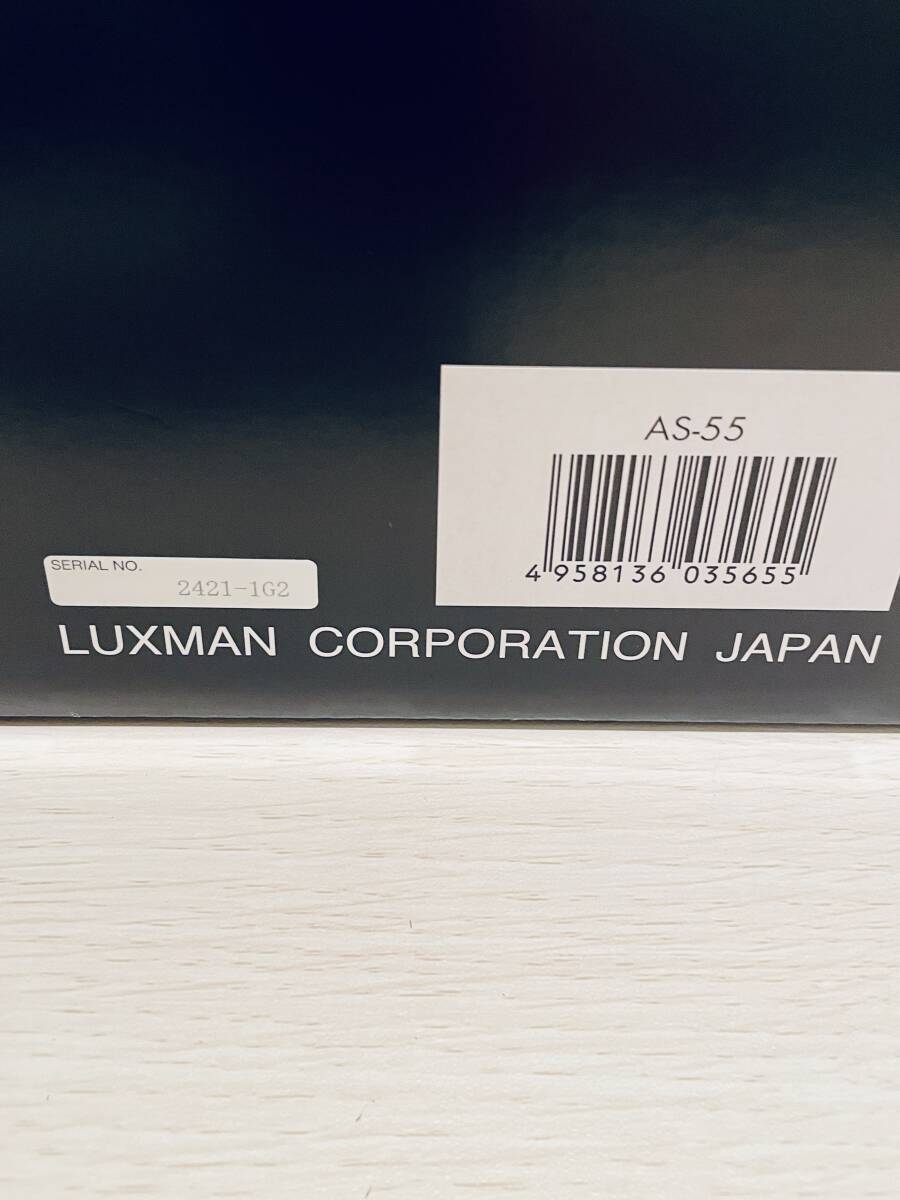 AS-55
4 958136 035655
SERIAL NO.
2421-1G2
LUXMAN CORPORATION JAPAN